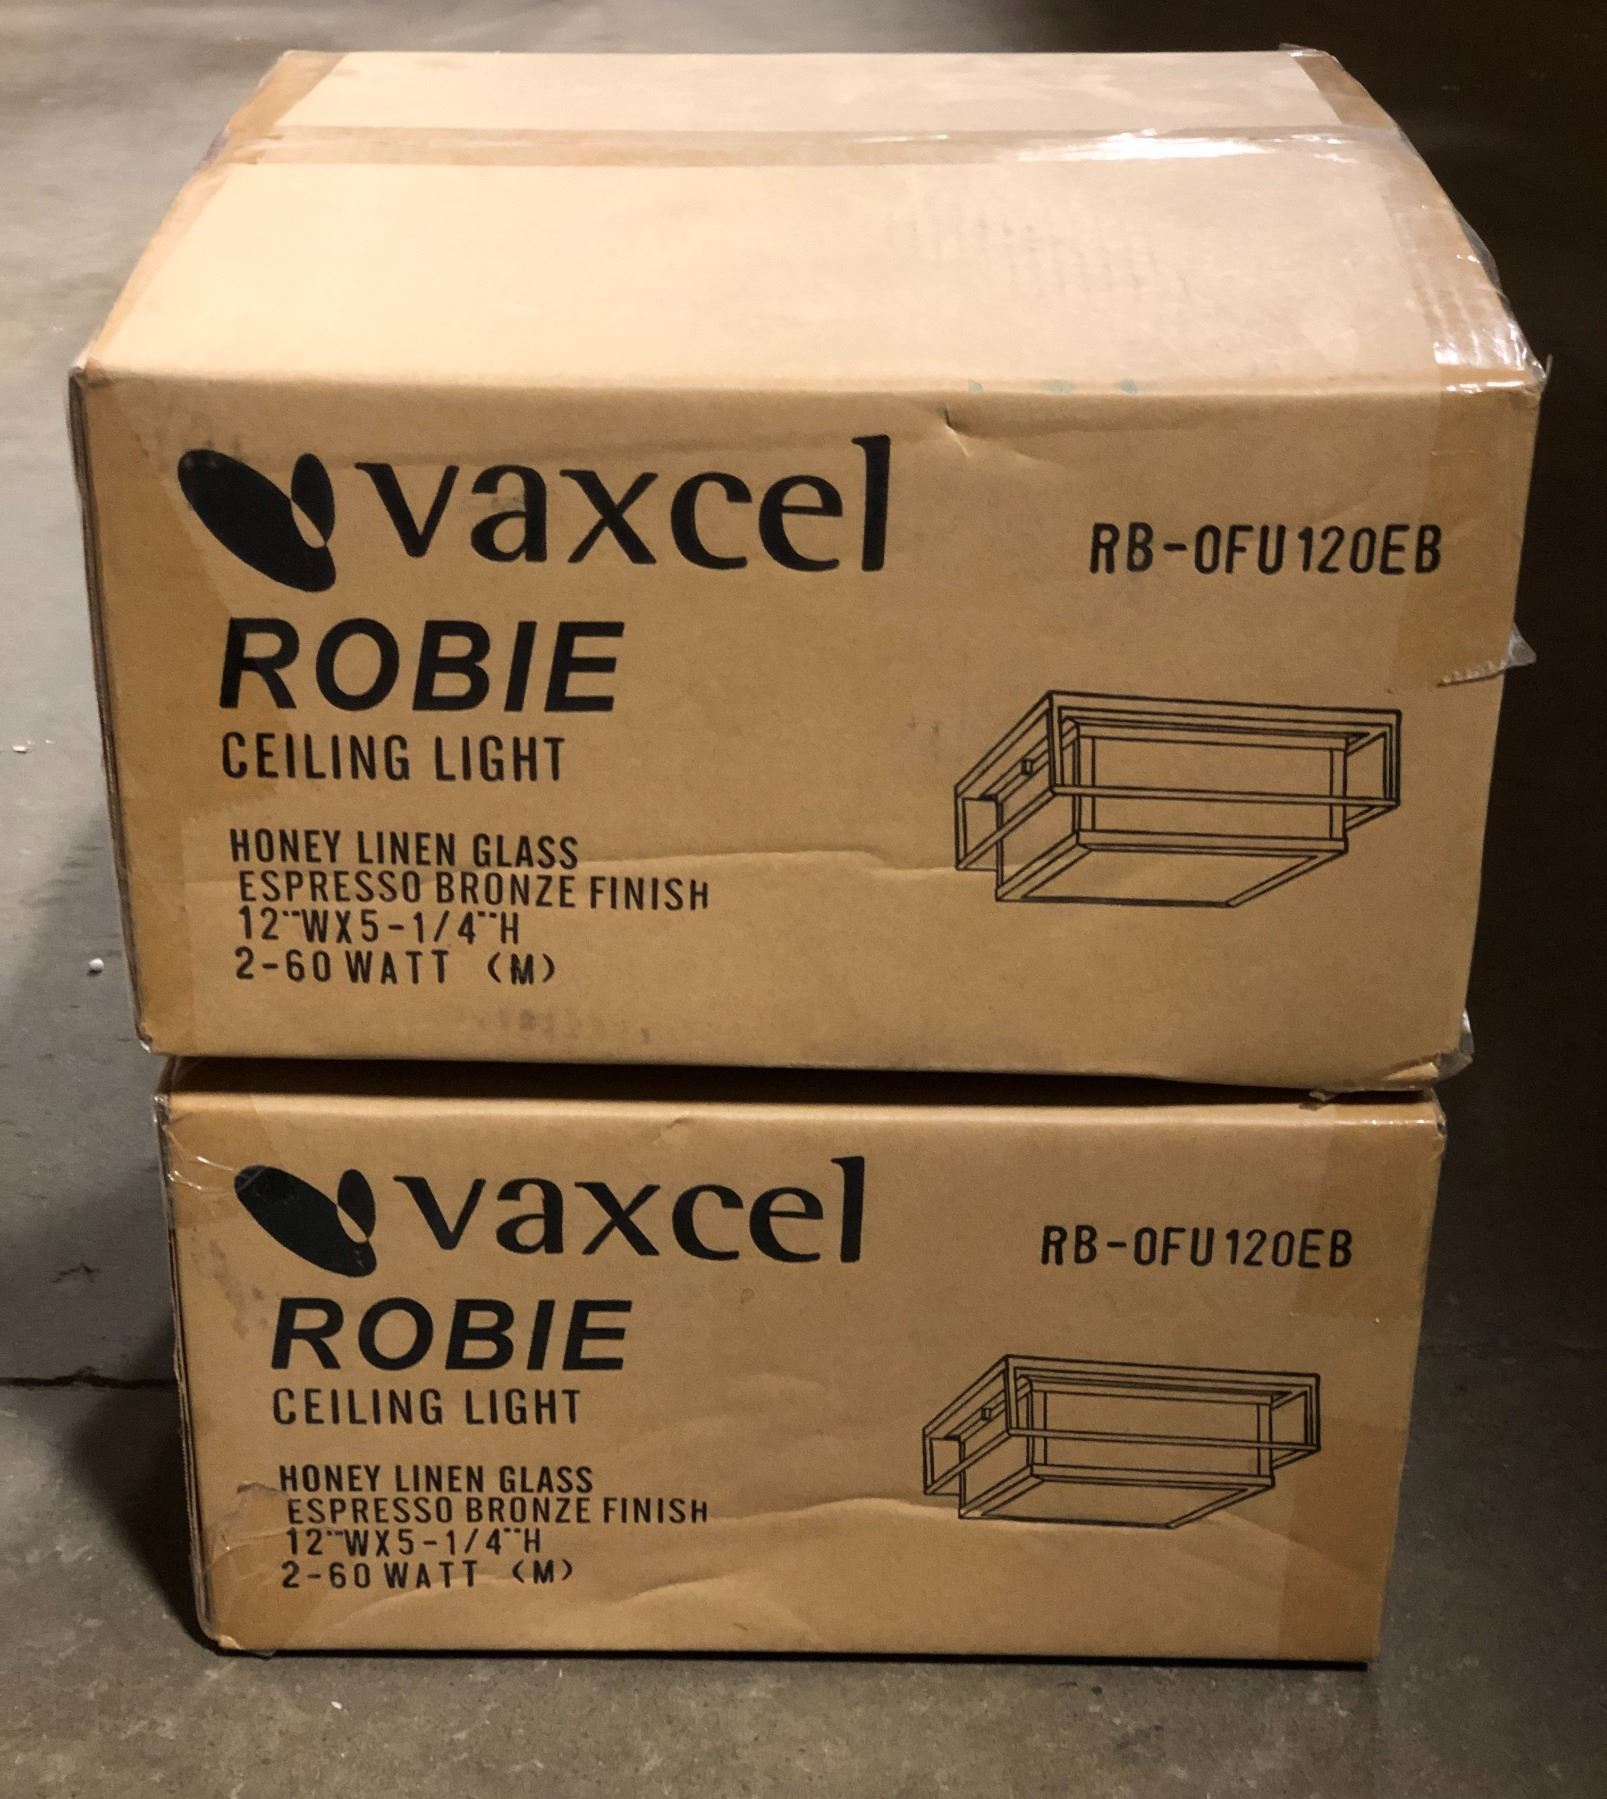 vaxcel
RB-OFU120EB
ROBIE
CEILING LIGHT
HONEY LINEN GLASS
ESPRESSO BRONZE FINISH
12"WX5-1/4"H
2-60 WATT (M)
vaxcel
RB-OFU120EB
ROBIE
CEILING LIGHT
HONEY LINEN GLASS
ESPRESSO BRONZE FINISH
12"WX5-1/4"H
2-60 WATT (M)